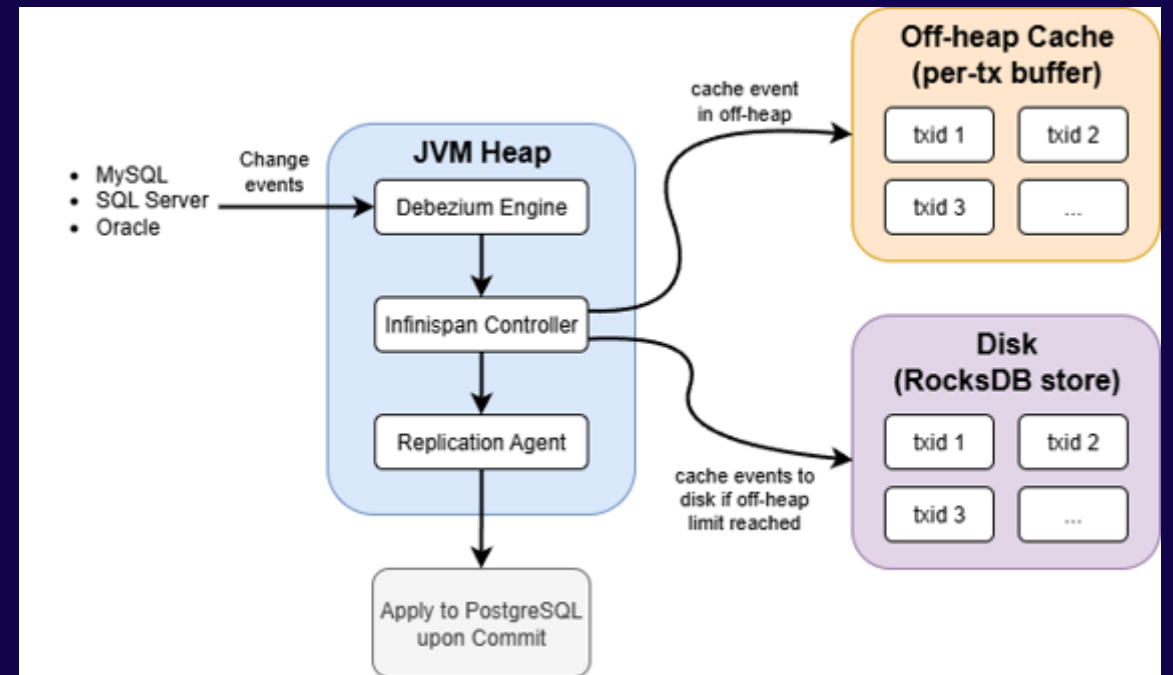 Off-heap Cache
(per-tx buffer)
txid 1
txid 2
txid 3
...
cache event
in off-heap
JVM Heap
Change
events
• MySQL
• SQL Server
• Oracle
Debezium Engine
Infinispan Controller
Replication Agent
Disk
(RocksDB store)
txid 1
txid 2
txid 3
...
cache events to
disk if off-heap
limit reached
Apply to PostgreSQL
upon Commit